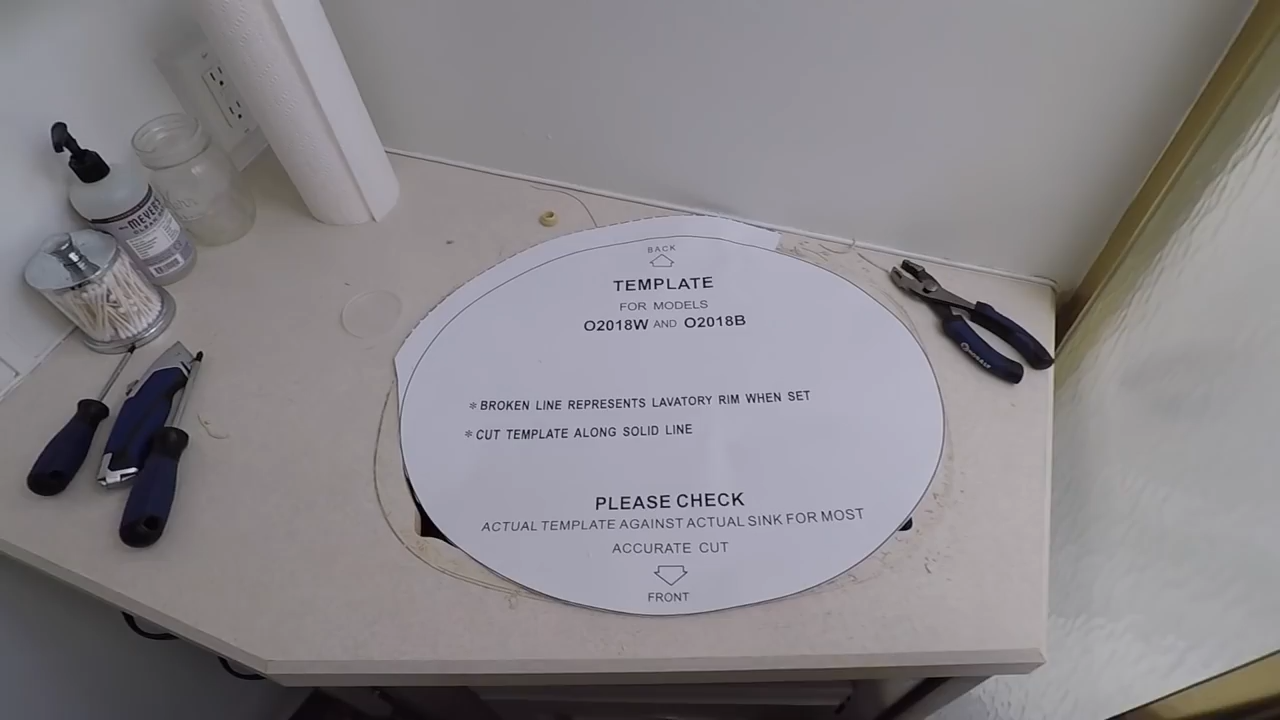 BACK
TEMPLATE
FOR MODELS
O2018W AND O2018B
*BROKEN LINE REPRESENTS LAVATORY RIM WHEN SET
*CUT TEMPLATE ALONG SOLID LINE
PLEASE CHECK
ACTUAL TEMPLATE AGAINST ACTUAL SINK FOR MOST
ACCURATE CUT
FRONT
MEYER'S